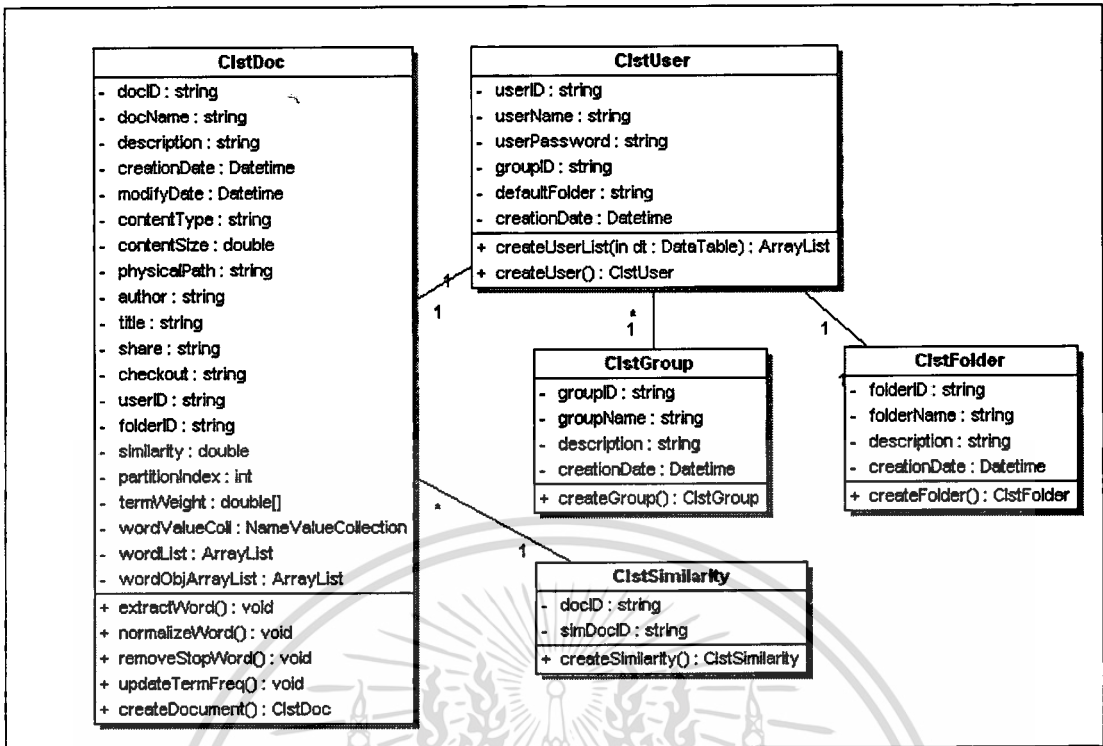 ClstDoc
- docID : string
- docName : string
- description : string
- creationDate : Datetime
- modifyDate : Datetime
- contentType : string
- contentSize : double
- physicalPath : string
- author : string
- title : string
- share : string
- checkout : string
- userID : string
- folderID : string
- similarity : double
- partitionIndex : int
- termWeight : double[]
- wordValueColl : NameValueCollection
- wordList : ArrayList
- wordObjArrayList : ArrayList
+ extractWord() : void
+ normalizeWord() : void
+ removeStopWord() : void
+ updateTermFreq() : void
+ createDocument() : ClstDoc
ClstUser
- userID : string
- userName : string
- userPassword : string
- groupID : string
- defaultFolder : string
- creationDate : Datetime
+ createUserList(in dt : DataTable) : ArrayList
+ createUser() : ClstUser
1
1
*
1
1
1
ClstGroup
- groupID : string
- groupName : string
- description : string
- creationDate : Datetime
+ createGroup() : ClstGroup
ClstFolder
- folderID : string
- folderName : string
- description : string
- creationDate : Datetime
+ createFolder() : ClstFolder
*
1
ClstSimilarity
- docID : string
- simDocID : string
+ createSimilarity() : ClstSimilarity